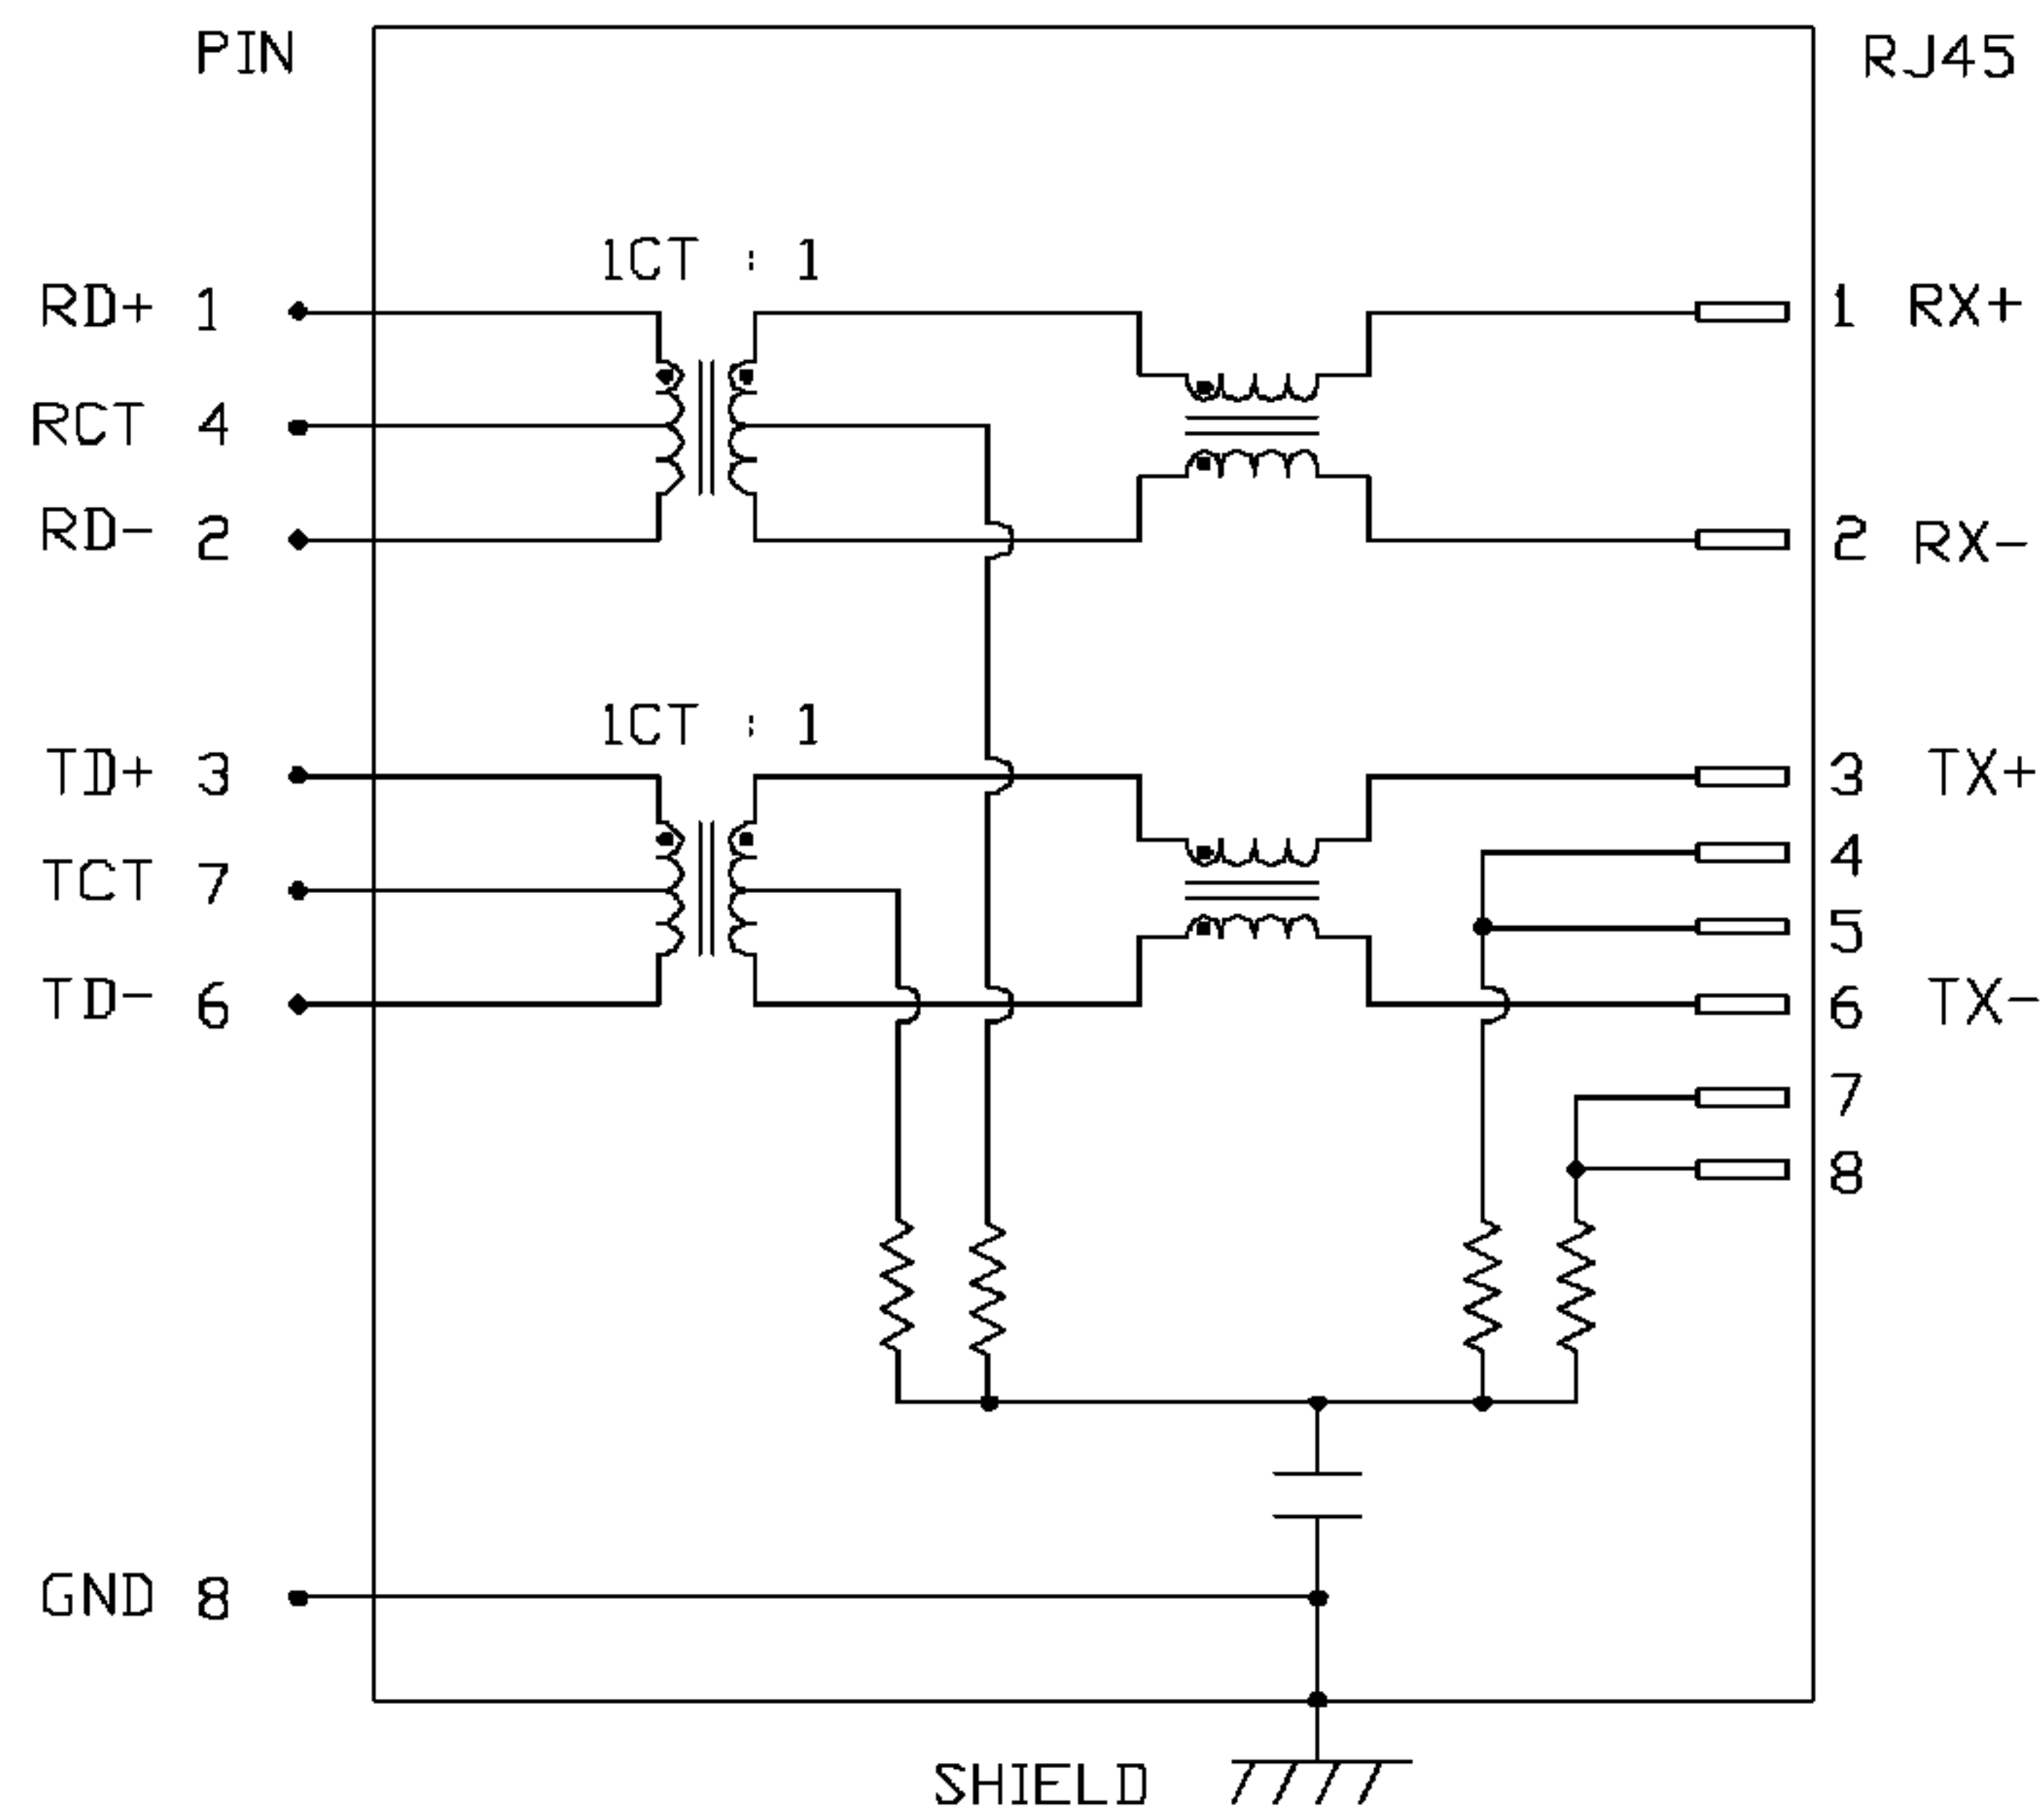 PIN RJ45
1CT : 1
RD+ 1 1 RX+
RCT 4
RD- 2 2 RX-
1CT : 1
TD+ 3 3 TX+
4
TCT 7
5
TD- 6 6 TX-
7
8
GND 8
SHIELD